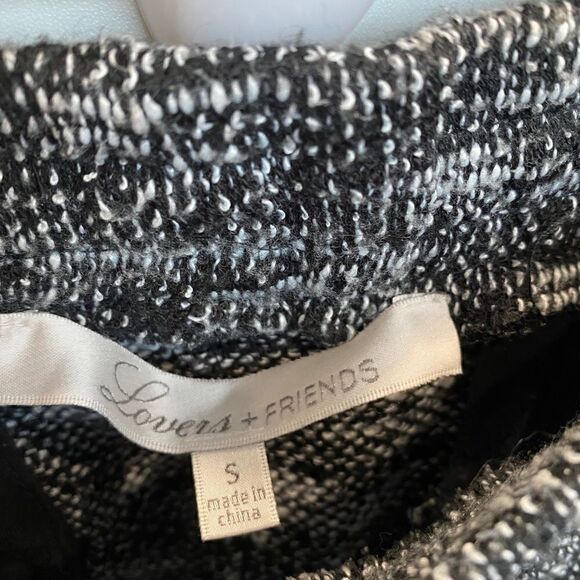 Lovers + FRIENDS
S
made in
china